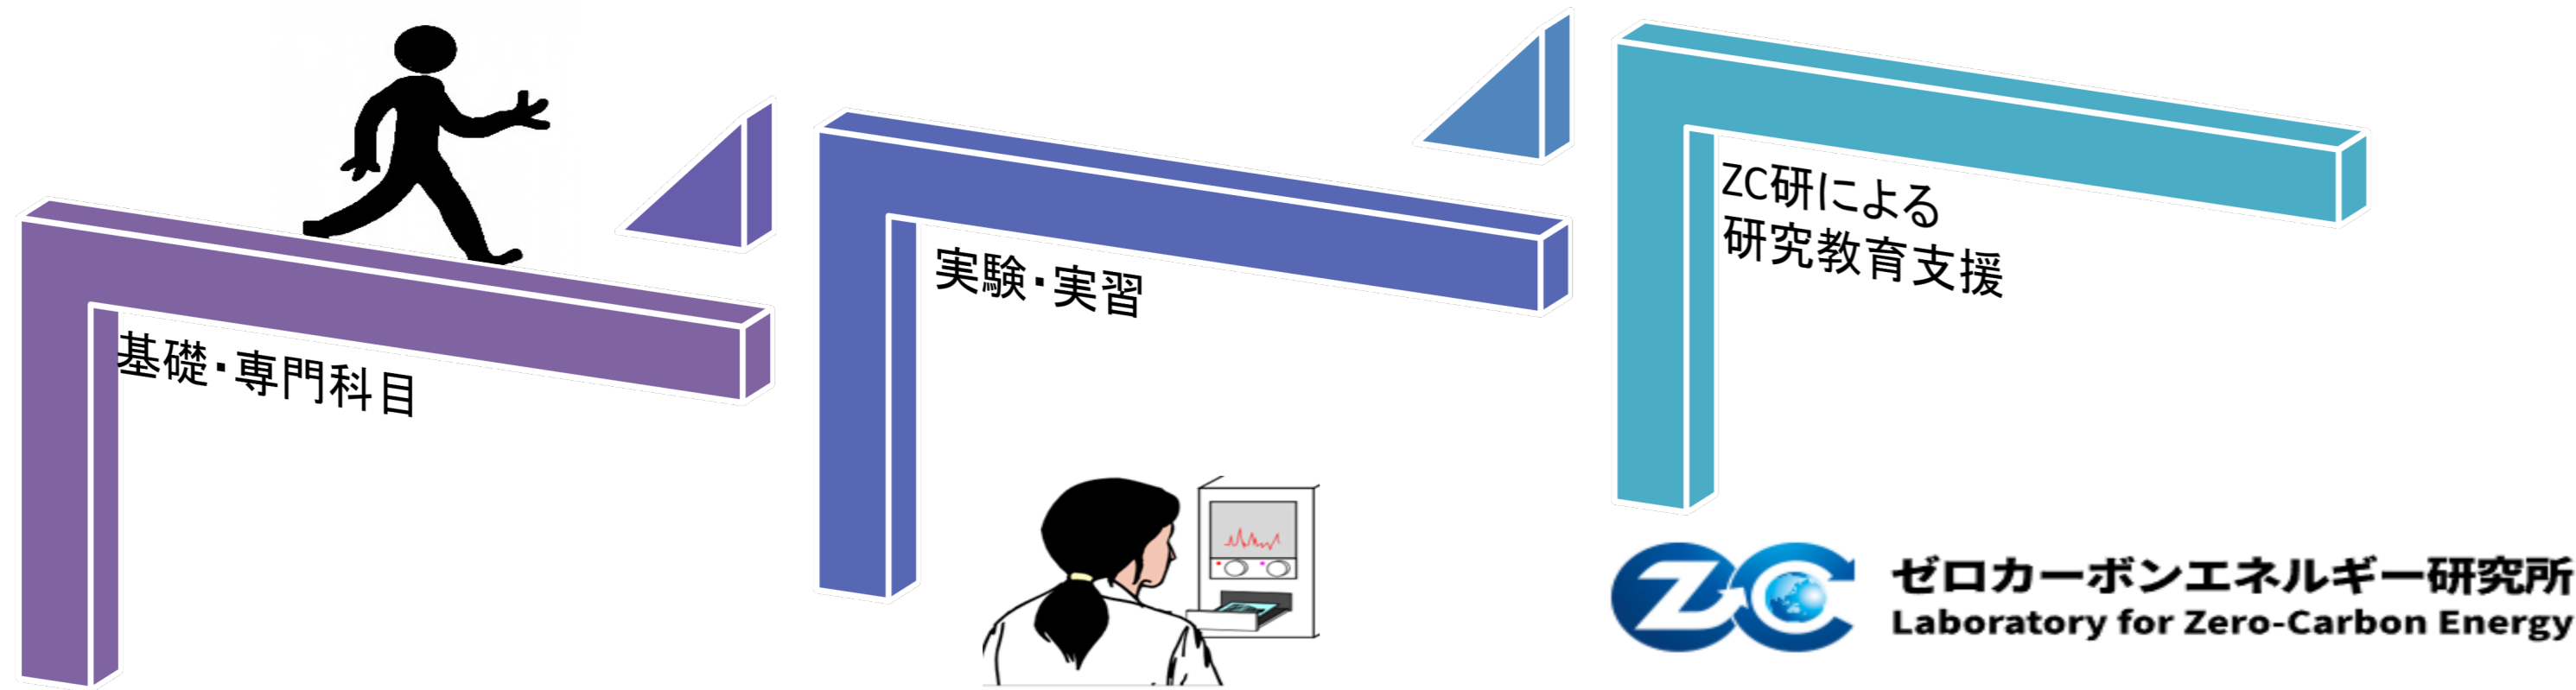 基礎・専門科目
実験・実習
ZC研による
研究教育支援
ZC
ゼロカーボンエネルギー研究所
Laboratory for Zero-Carbon Energy